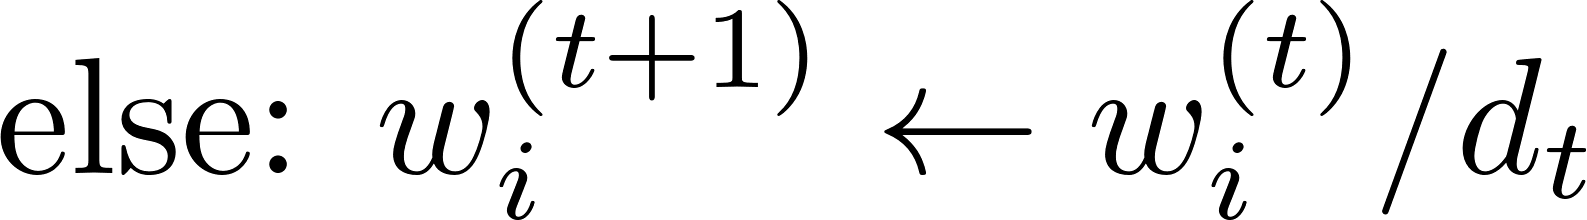 else: $w_i^{(t+1)} \leftarrow w_i^{(t)}/d_t$